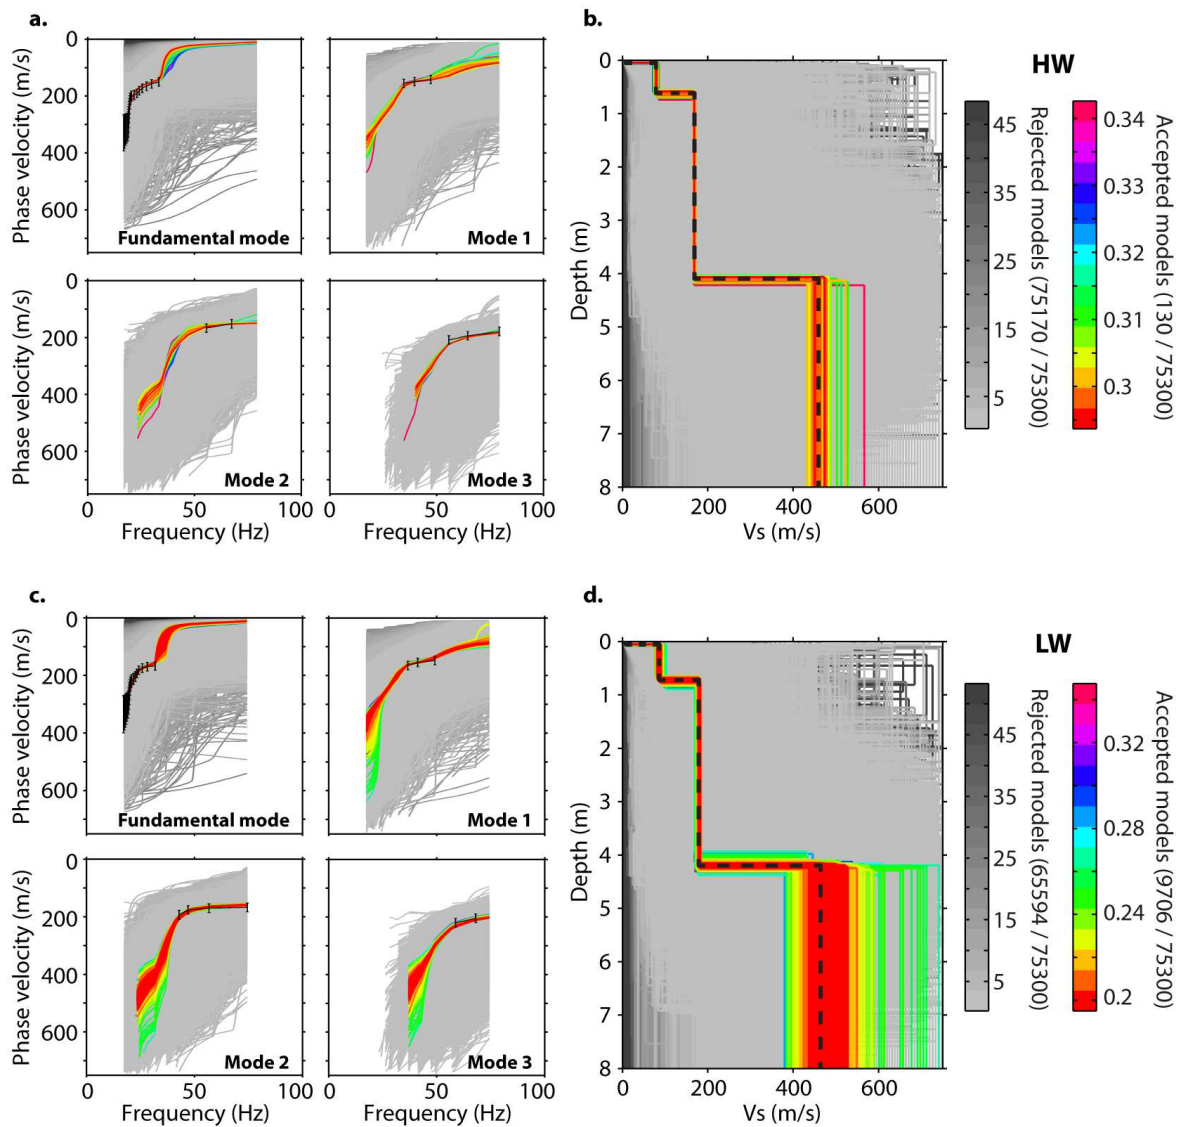 a.
Phase velocity (m/s)
0
200
400
600
Fundamental mode
Mode 1
Phase velocity (m/s)
0
200
400
600
Mode 2
Mode 3
0
50
100
0
50
100
Frequency (Hz)
Frequency (Hz)
b.
Depth (m)
0
1
2
3
4
5
6
7
8
0
200
400
600
Vs (m/s)
HW
45
35
25
15
5
Rejected models (75170 / 75300)
0.34
0.33
0.32
0.31
0.3
Accepted models (130 / 75300)
c.
Phase velocity (m/s)
0
200
400
600
Fundamental mode
Mode 1
Phase velocity (m/s)
0
200
400
600
Mode 2
Mode 3
0
50
100
0
50
100
Frequency (Hz)
Frequency (Hz)
d.
Depth (m)
0
1
2
3
4
5
6
7
8
0
200
400
600
Vs (m/s)
LW
45
35
25
15
5
Rejected models (65594 / 75300)
0.32
0.28
0.24
0.2
Accepted models (9706 / 75300)